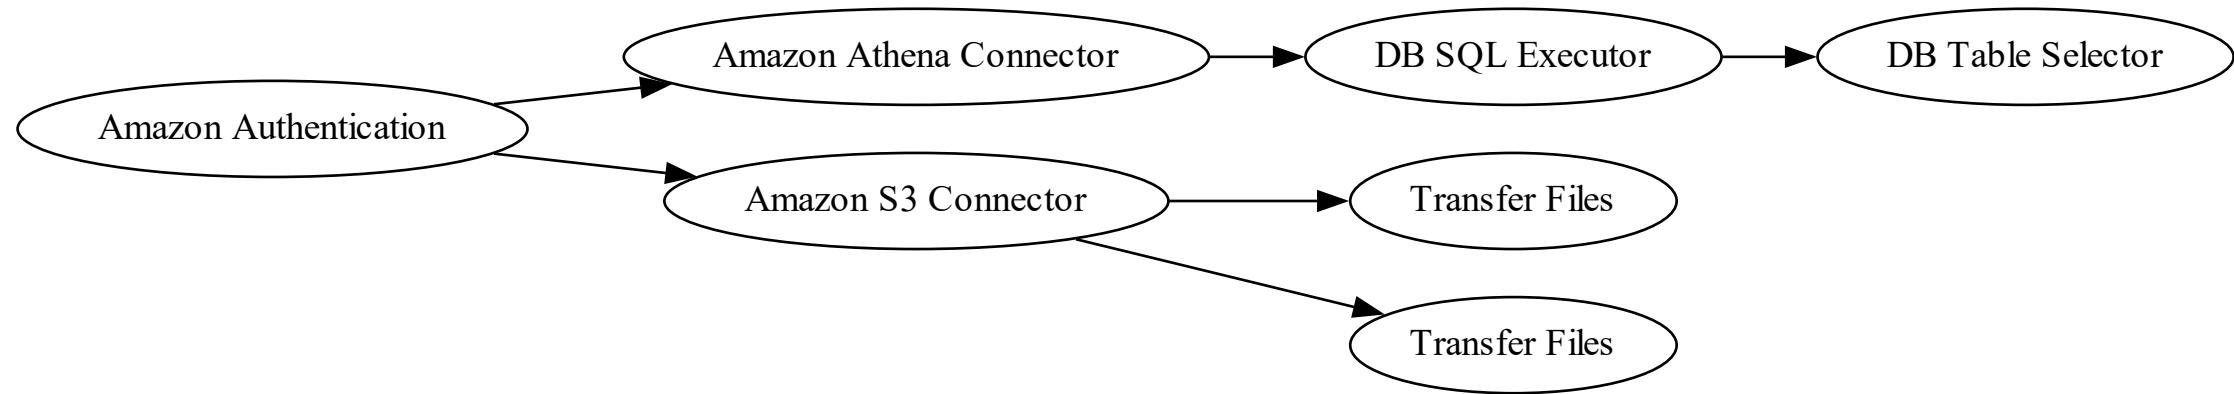 Amazon Athena Connector
DB SQL Executor
DB Table Selector
Amazon Authentication
Amazon S3 Connector
Transfer Files
Transfer Files